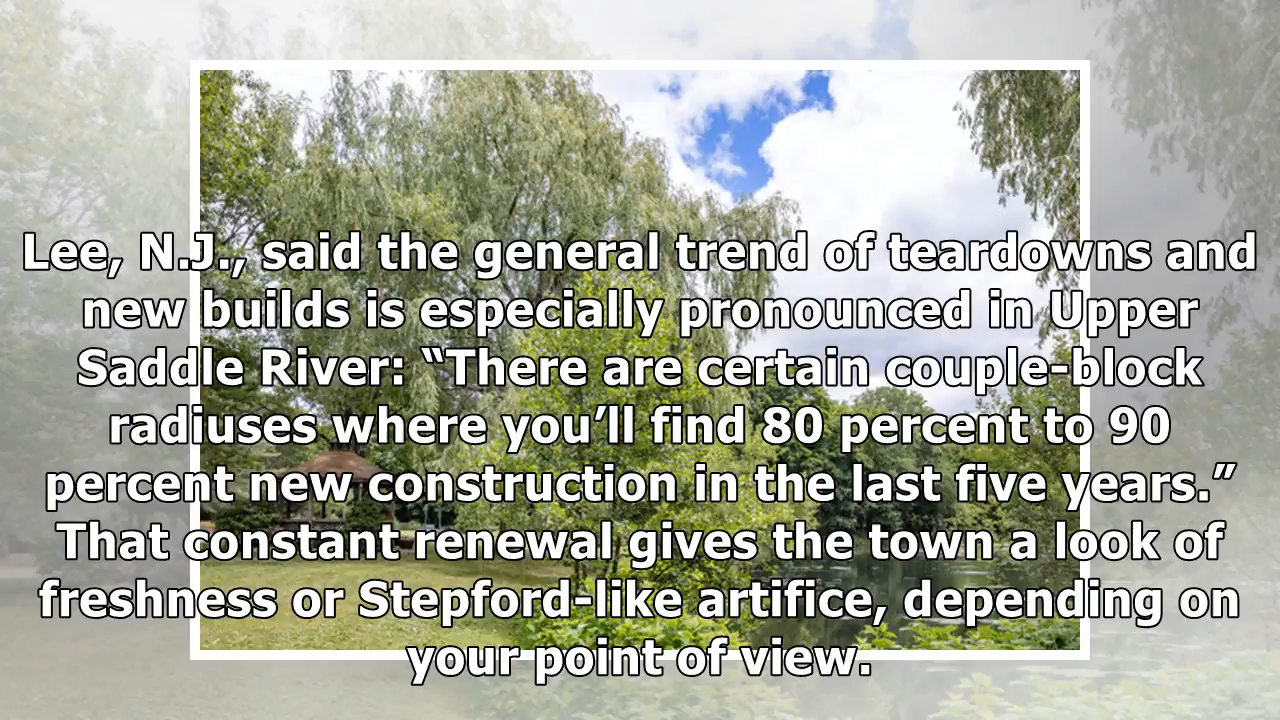 Lee, N.J., said the general trend of teardowns and
new builds is especially pronounced in Upper
Saddle River: “There are certain couple-block
radiuses where you’ll find 80 percent to 90
percent new construction in the last five years.”
That constant renewal gives the town a look of
freshness or Stepford-like artifice, depending on
your point of view.